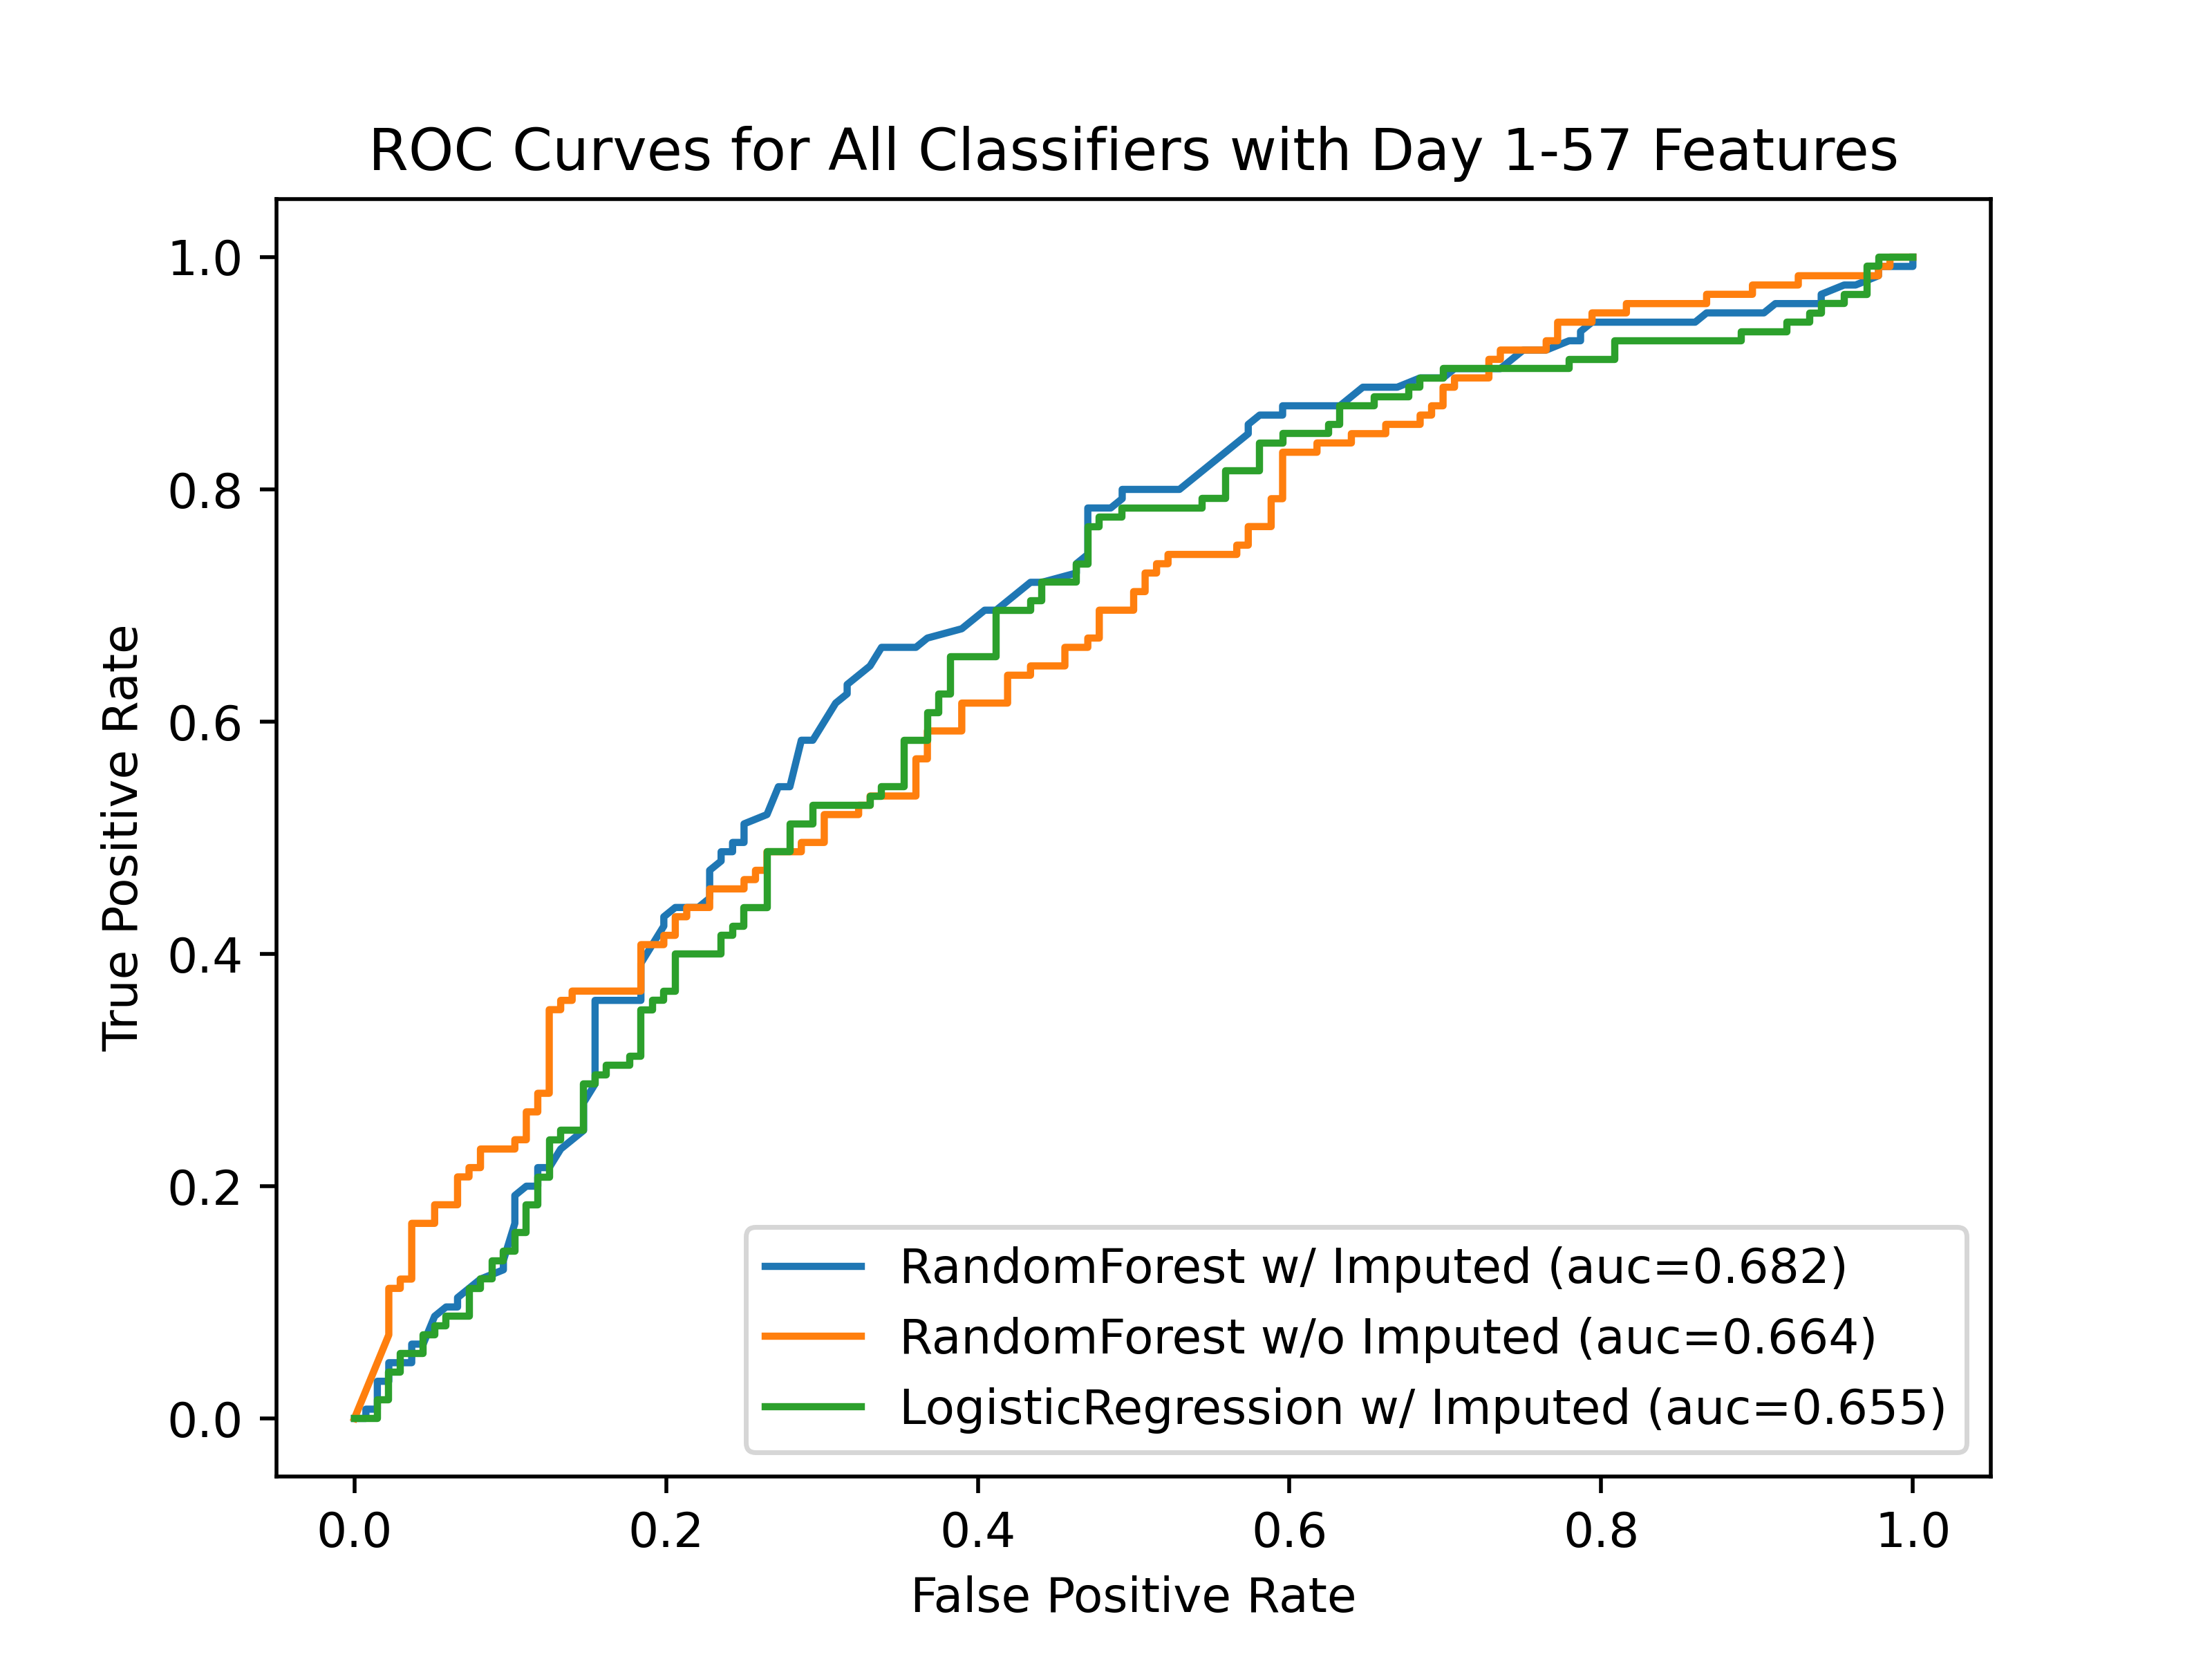 ROC Curves for All Classifiers with Day 1-57 Features
1.0
0.8
0.6
0.4
0.2
0.0
True Positive Rate
RandomForest w/ Imputed (auc=0.682)
RandomForest w/o Imputed (auc=0.664)
LogisticRegression w/ Imputed (auc=0.655)
0.0 0.2 0.4 0.6 0.8 1.0
False Positive Rate